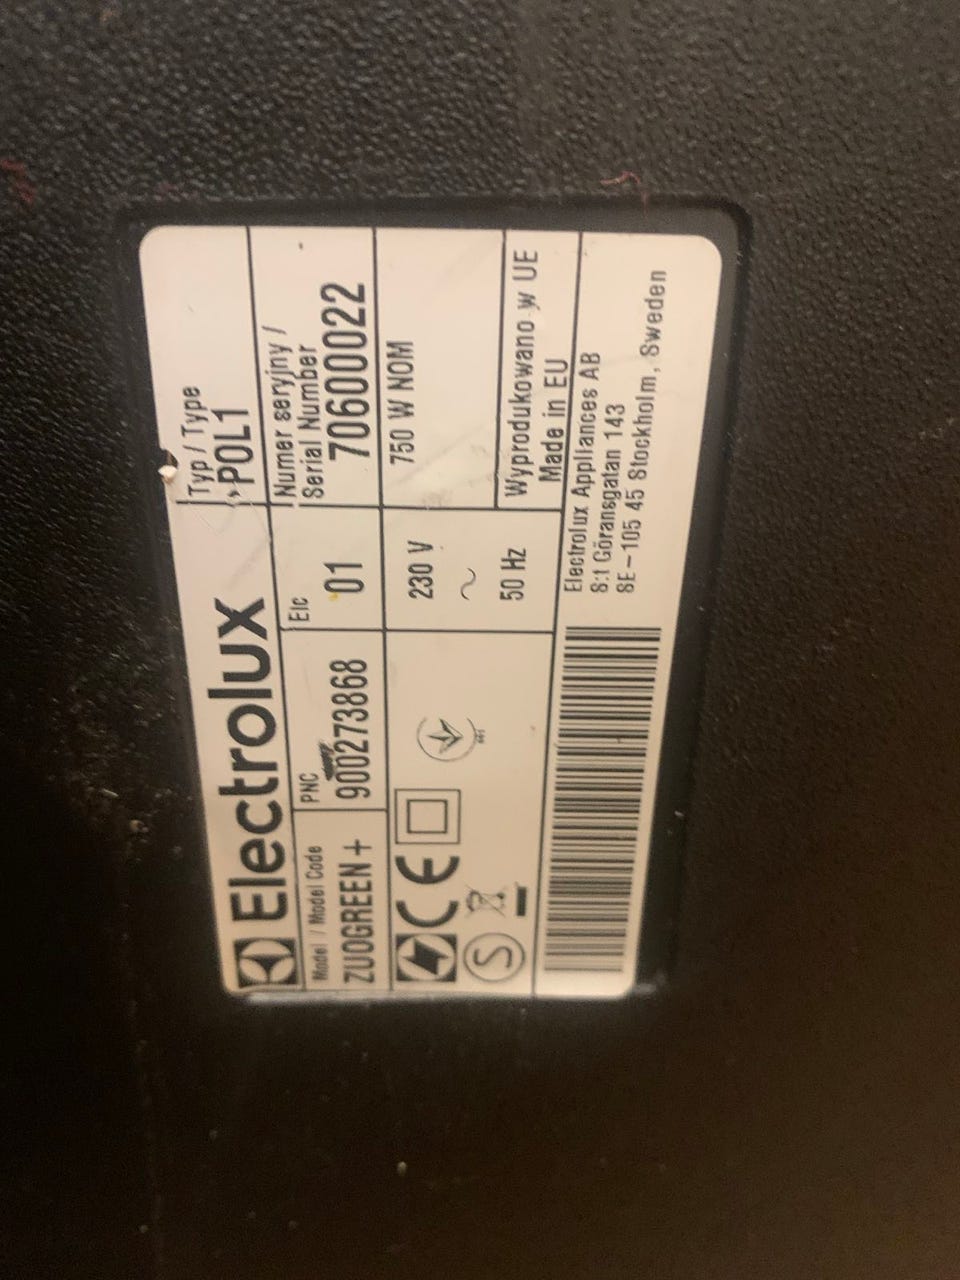 Electrolux
Typ / Type
POL1
Model / Model Code
ZUOGREEN+
PNC
900273868
Elc
01
Numer seryjny /
Serial Number
70600022
230 V
~
50 Hz
750 W NOM
Wyprodukowano w UE
Made in EU
S
CE
Electrolux Appliances AB
S:t Göransgatan 143
SE-105 45 Stockholm, Sweden